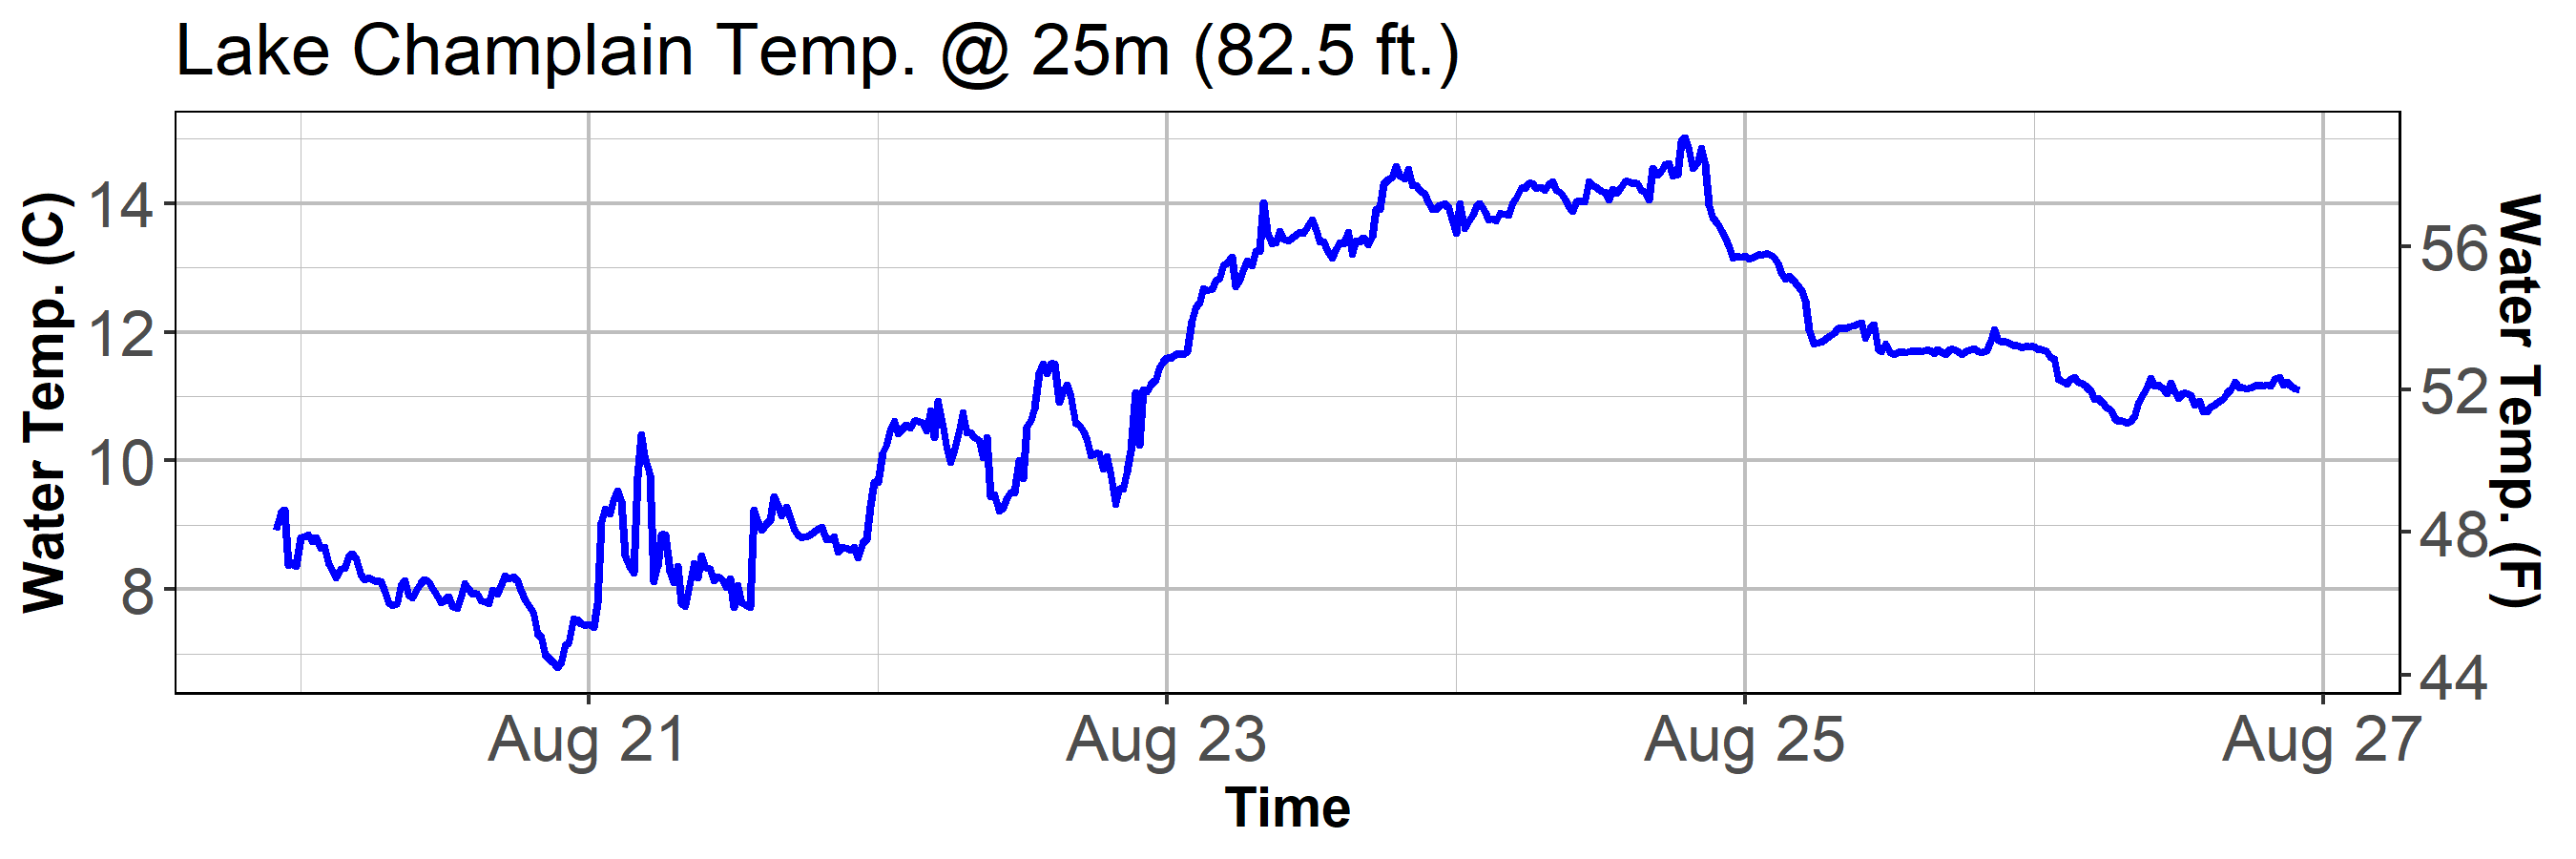 Lake Champlain Temp. @ 25m (82.5 ft.)
Water Temp. (C)
14
12
10
8
56
52
48
44
Water Temp. (F)
Aug 21
Aug 23
Aug 25
Aug 27
Time